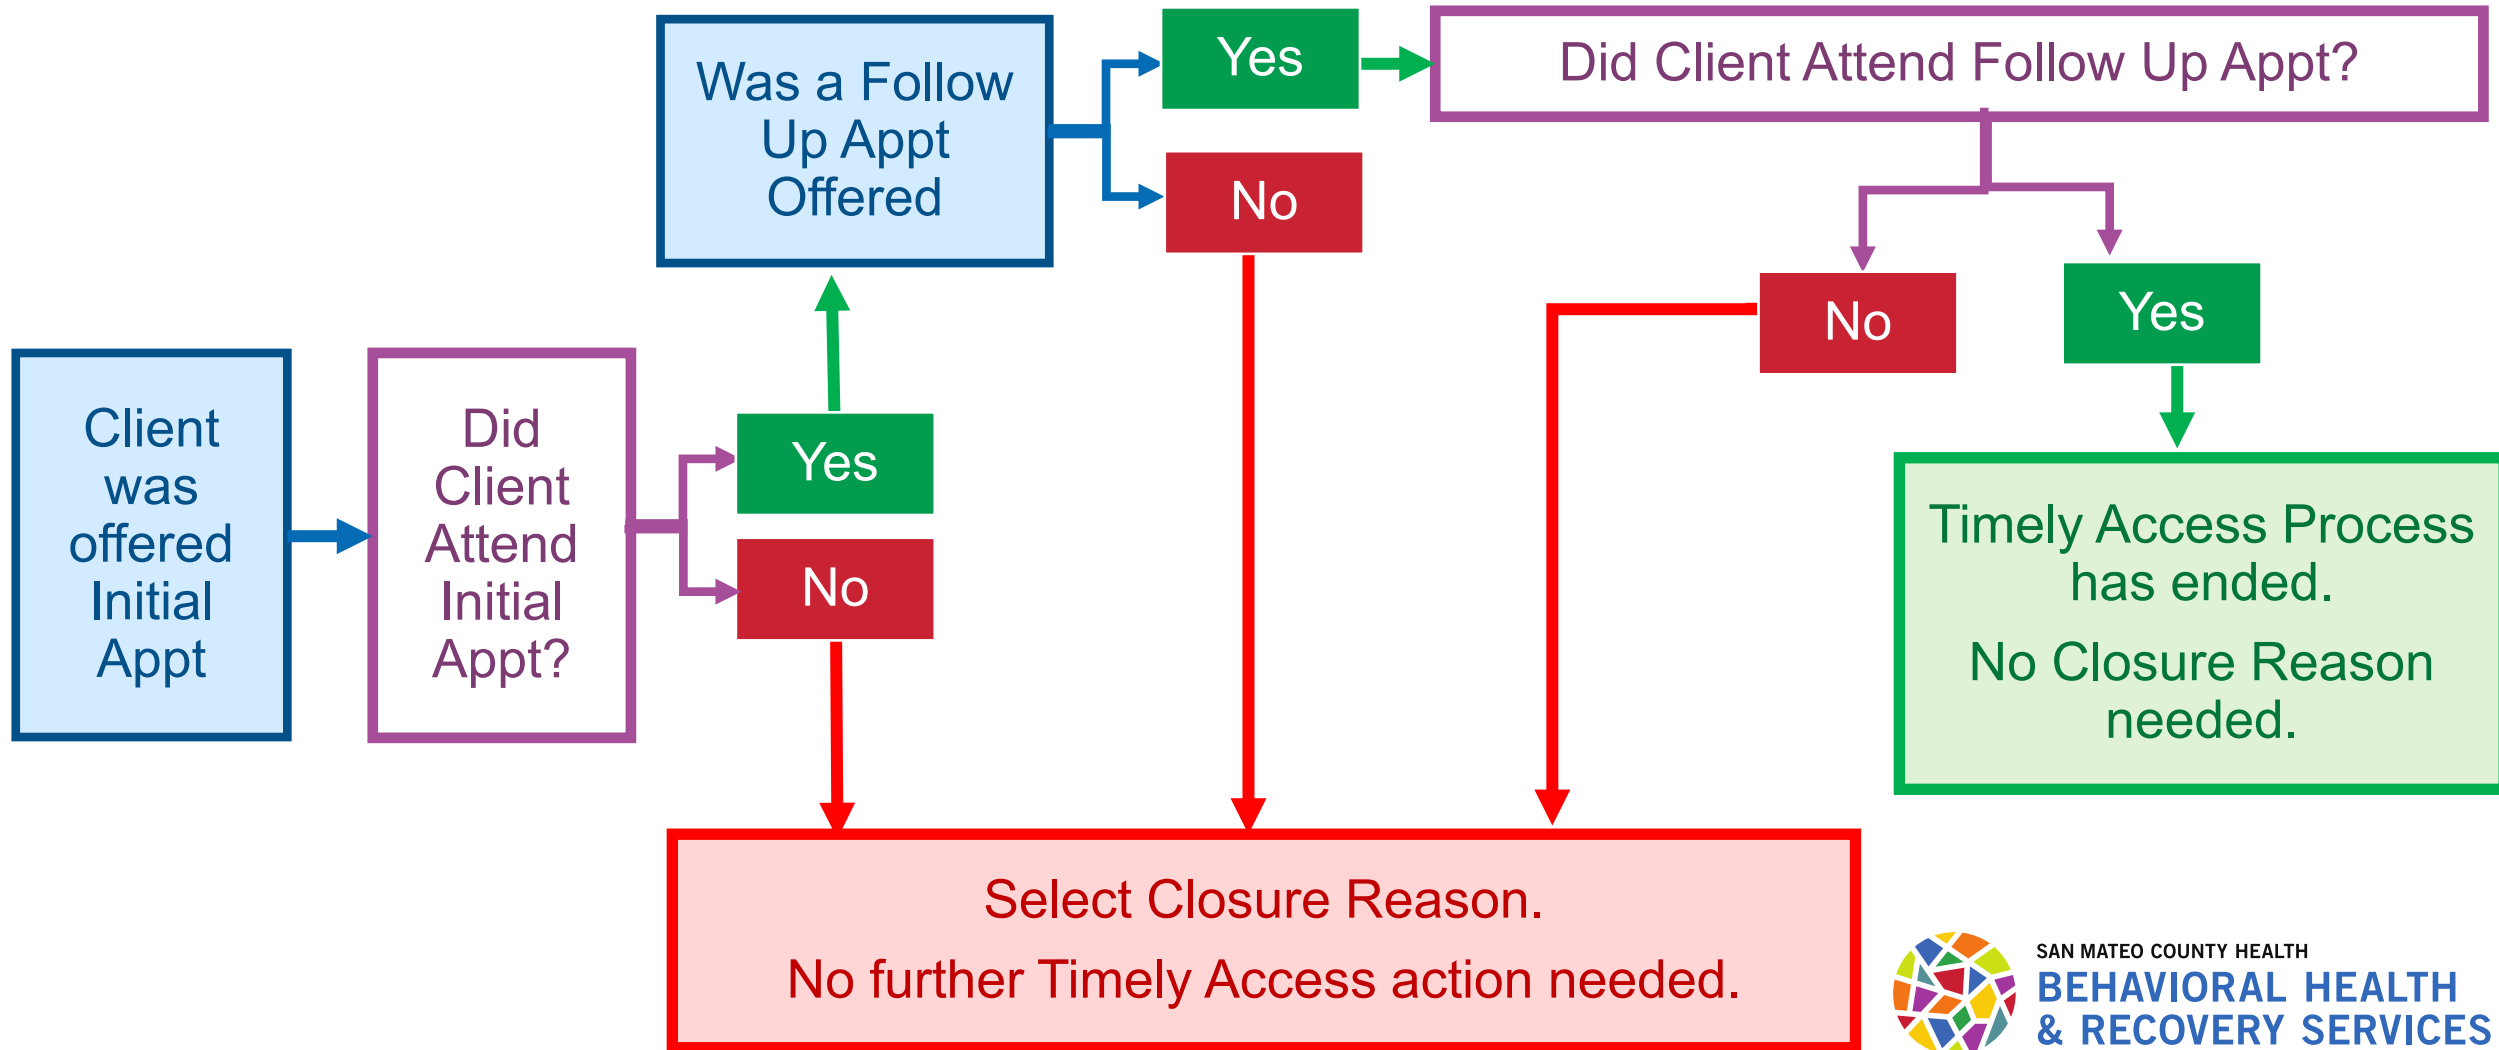 Was a Follow
Up Appt
Offered
Yes
No
Did Client Attend Follow Up Appt?
No
Yes
Client
was
offered
Initial
Appt
Did
Client
Attend
Initial
Appt?
Yes
No
Timely Access Process
has ended.
No Closure Reason
needed.
Select Closure Reason.
No further Timely Access action needed.
SAN MATEO COUNTY HEALTH
BEHAVIORAL HEALTH
& RECOVERY SERVICES